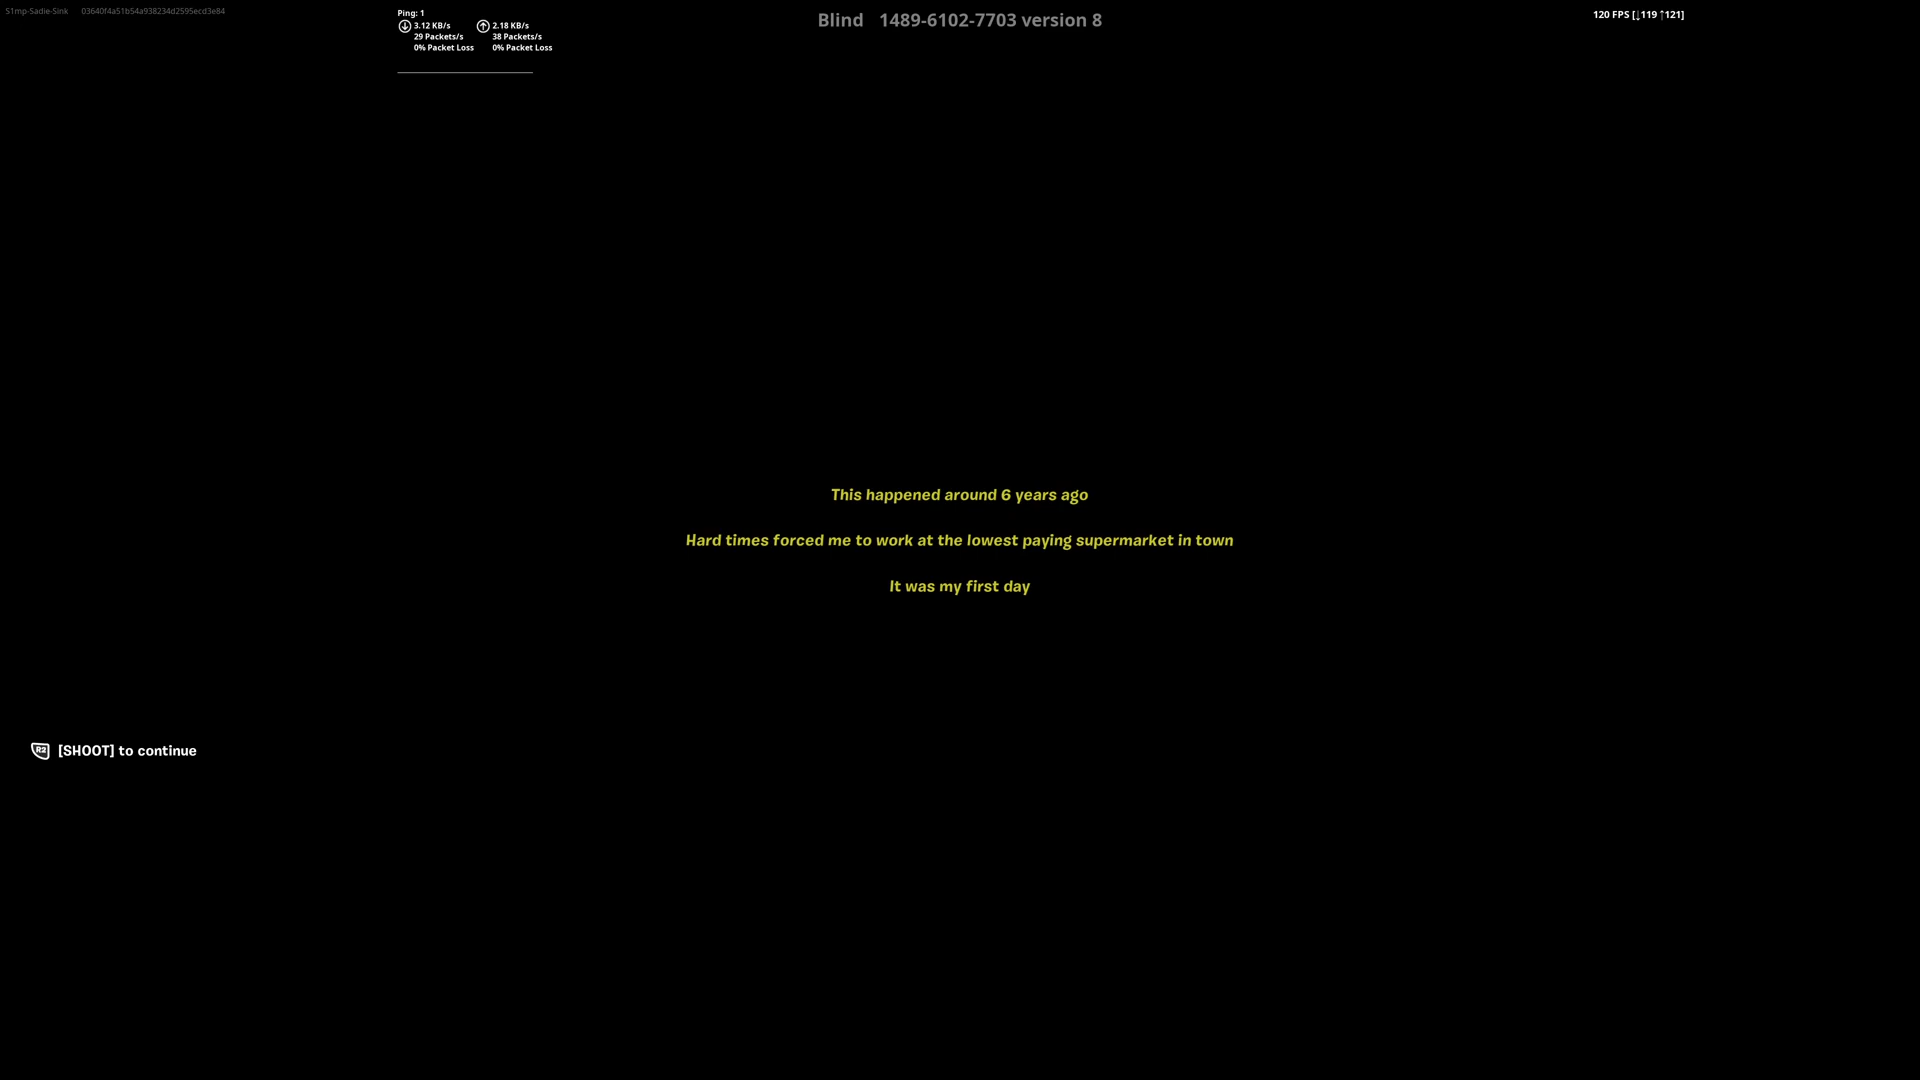 51mp-Sadie-Sink 03640f4a51b54a938234d2595ecd3e84
Ping: 1
3.12 KB/s 2.18 KB/s
29 Packets/s 38 Packets/s
0% Packet Loss 0% Packet Loss
Blind 1489-6102-7703 version 8
120 FPS [↓119 ↑121]
This happened around 6 years ago
Hard times forced me to work at the lowest paying supermarket in town
It was my first day
R2 [SHOOT] to continue